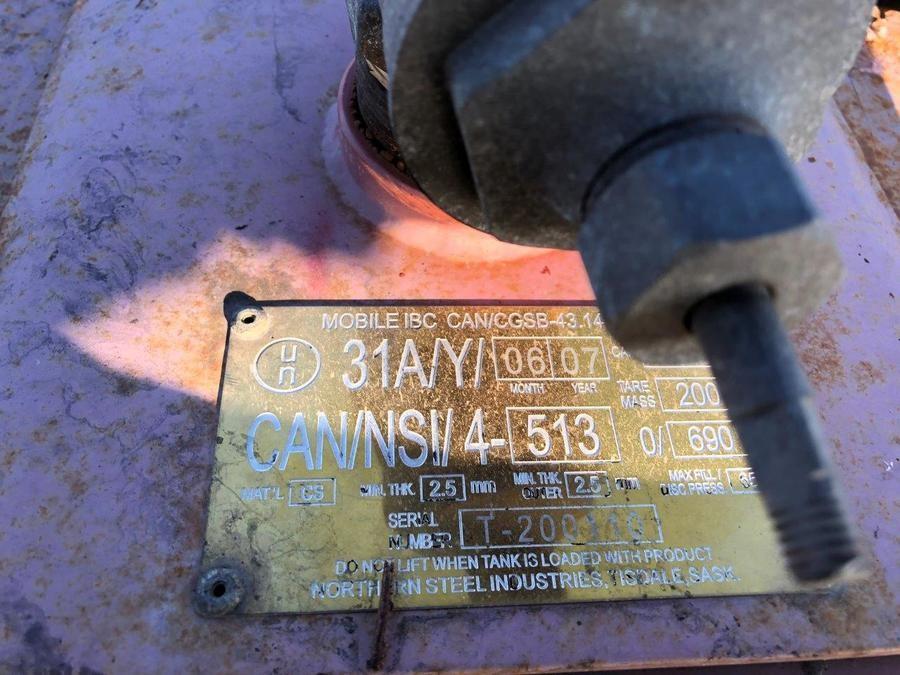 MOBILE IBC CAN/CGSB-43.14
un 31A/Y/ 06 07
MONTH YEAR
TARE MASS 200
CAN/NSI/ 4- 513 0/ 690
MAT'L CS MIN. THK. 2.5 mm MIN. THK. OUTER 2.5 mm MAX FILL / DISC PRESS
SERIAL NUMBER
DO NOT LIFT WHEN TANK IS LOADED WITH PRODUCT
NORTHERN STEEL INDUSTRIES, TISDALE, SASK.